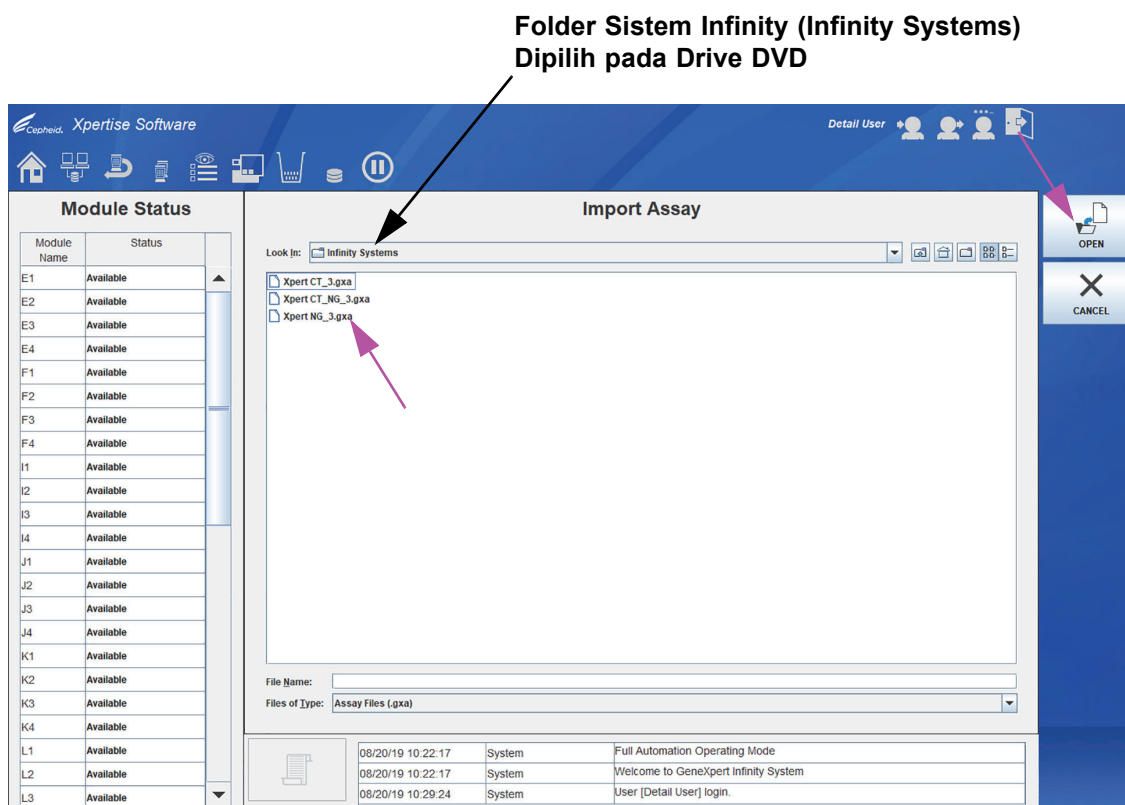 Folder Sistem Infinity (Infinity Systems)
Dipilih pada Drive DVD
Cepheid. Xpertise Software
Detail User
Module Status
Import Assay
Module Name
Status
Look In:
Infinity Systems
OPEN
CANCEL
E1 Available
E2 Available
E3 Available
E4 Available
F1 Available
F2 Available
F3 Available
F4 Available
I1 Available
I2 Available
I3 Available
I4 Available
J1 Available
J2 Available
J3 Available
J4 Available
K1 Available
K2 Available
K3 Available
K4 Available
L1 Available
L2 Available
L3 Available
Xpert CT_3.gxa
Xpert CT_NG_3.gxa
Xpert NG_3.gxa
File Name:
Files of Type: Assay Files (.gxa)
08/20/19 10:22:17 System Full Automation Operating Mode
08/20/19 10:22:17 System Welcome to GeneXpert Infinity System
08/20/19 10:29:24 System User [Detail User] login.